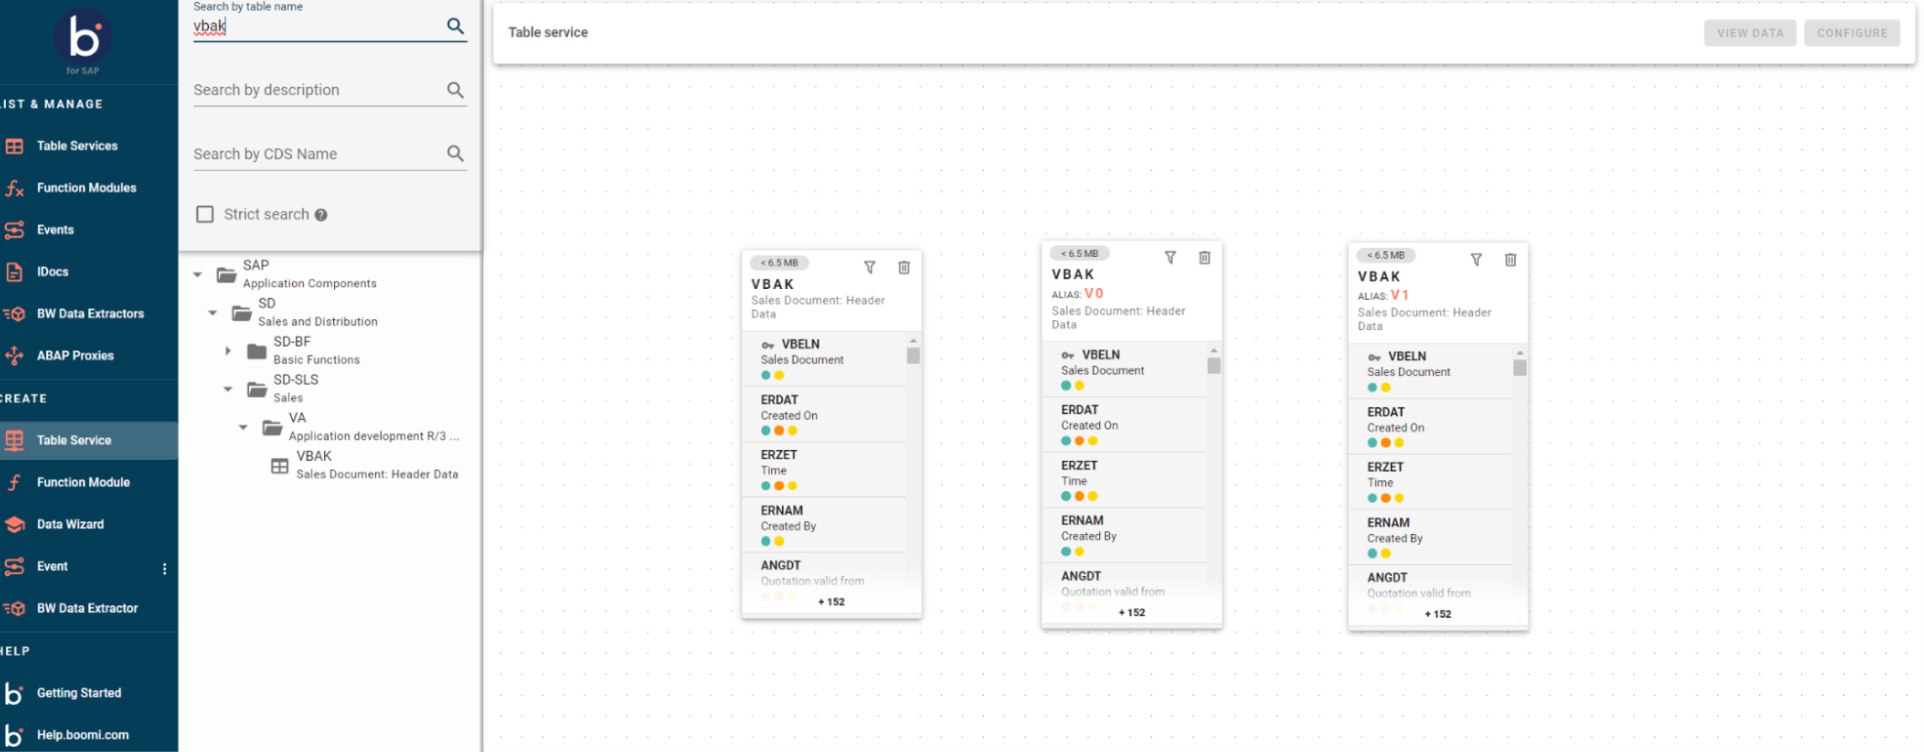 Search by table name
vbak
Search by description
Search by CDS Name
Strict search
b
for SAP
LIST & MANAGE
Table Services
Function Modules
Events
IDocs
BW Data Extractors
ABAP Proxies
CREATE
Table Service
Function Module
Data Wizard
Event
BW Data Extractor
HELP
Getting Started
Help.boomi.com
SAP
Application Components
SD
Sales and Distribution
SD-BF
Basic Functions
SD-SLS
Sales
VA
Application development R/3 ...
VBAK
Sales Document: Header Data
Table service
VIEW DATA
CONFIGURE
< 6.5 MB
VBAK
Sales Document: Header
Data
VBELN
Sales Document
ERDAT
Created On
ERZET
Time
ERNAM
Created By
ANGDT
Quotation valid from
+ 152
< 6.5 MB
VBAK
ALIAS: V0
Sales Document: Header
Data
VBELN
Sales Document
ERDAT
Created On
ERZET
Time
ERNAM
Created By
ANGDT
Quotation valid from
+ 152
< 6.5 MB
VBAK
ALIAS: V1
Sales Document: Header
Data
VBELN
Sales Document
ERDAT
Created On
ERZET
Time
ERNAM
Created By
ANGDT
Quotation valid from
+ 152